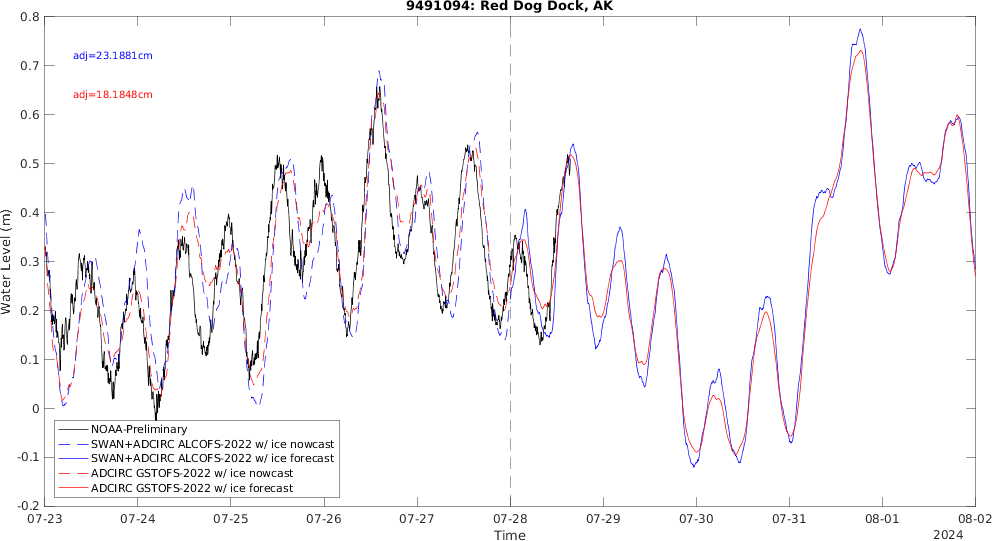 9491094: Red Dog Dock, AK
0.8
0.7
0.6
0.5
0.4
0.3
0.2
0.1
0
-0.1
-0.2
Water Level (m)
adj=23.1881cm
adj=18.1848cm
NOAA-Preliminary
SWAN+ADCIRC ALCOFS-2022 w/ ice nowcast
SWAN+ADCIRC ALCOFS-2022 w/ ice forecast
ADCIRC GSTOFS-2022 w/ ice nowcast
ADCIRC GSTOFS-2022 w/ ice forecast
07-23 07-24 07-25 07-26 07-27 07-28 07-29 07-30 07-31 08-01 08-02
Time
2024